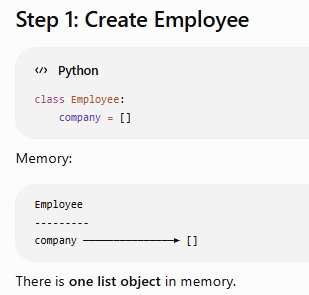 Step 1: Create Employee
</> Python
class Employee:
    company = []
Memory:
Employee
---------
company ───────────────► []
There is one list object in memory.